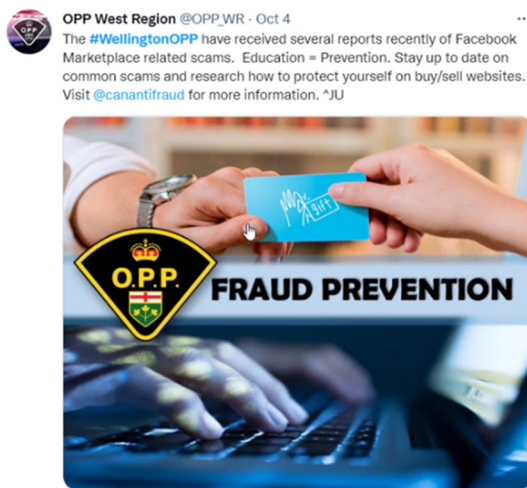 OPP West Region @OPP_WR · Oct 4
The #WellingtonOPP have received several reports recently of Facebook
Marketplace related scams. Education = Prevention. Stay up to date on
common scams and research how to protect yourself on buy/sell websites.
Visit @canantifraud for more information. ^JU
gift
O.P.P.
FRAUD PREVENTION